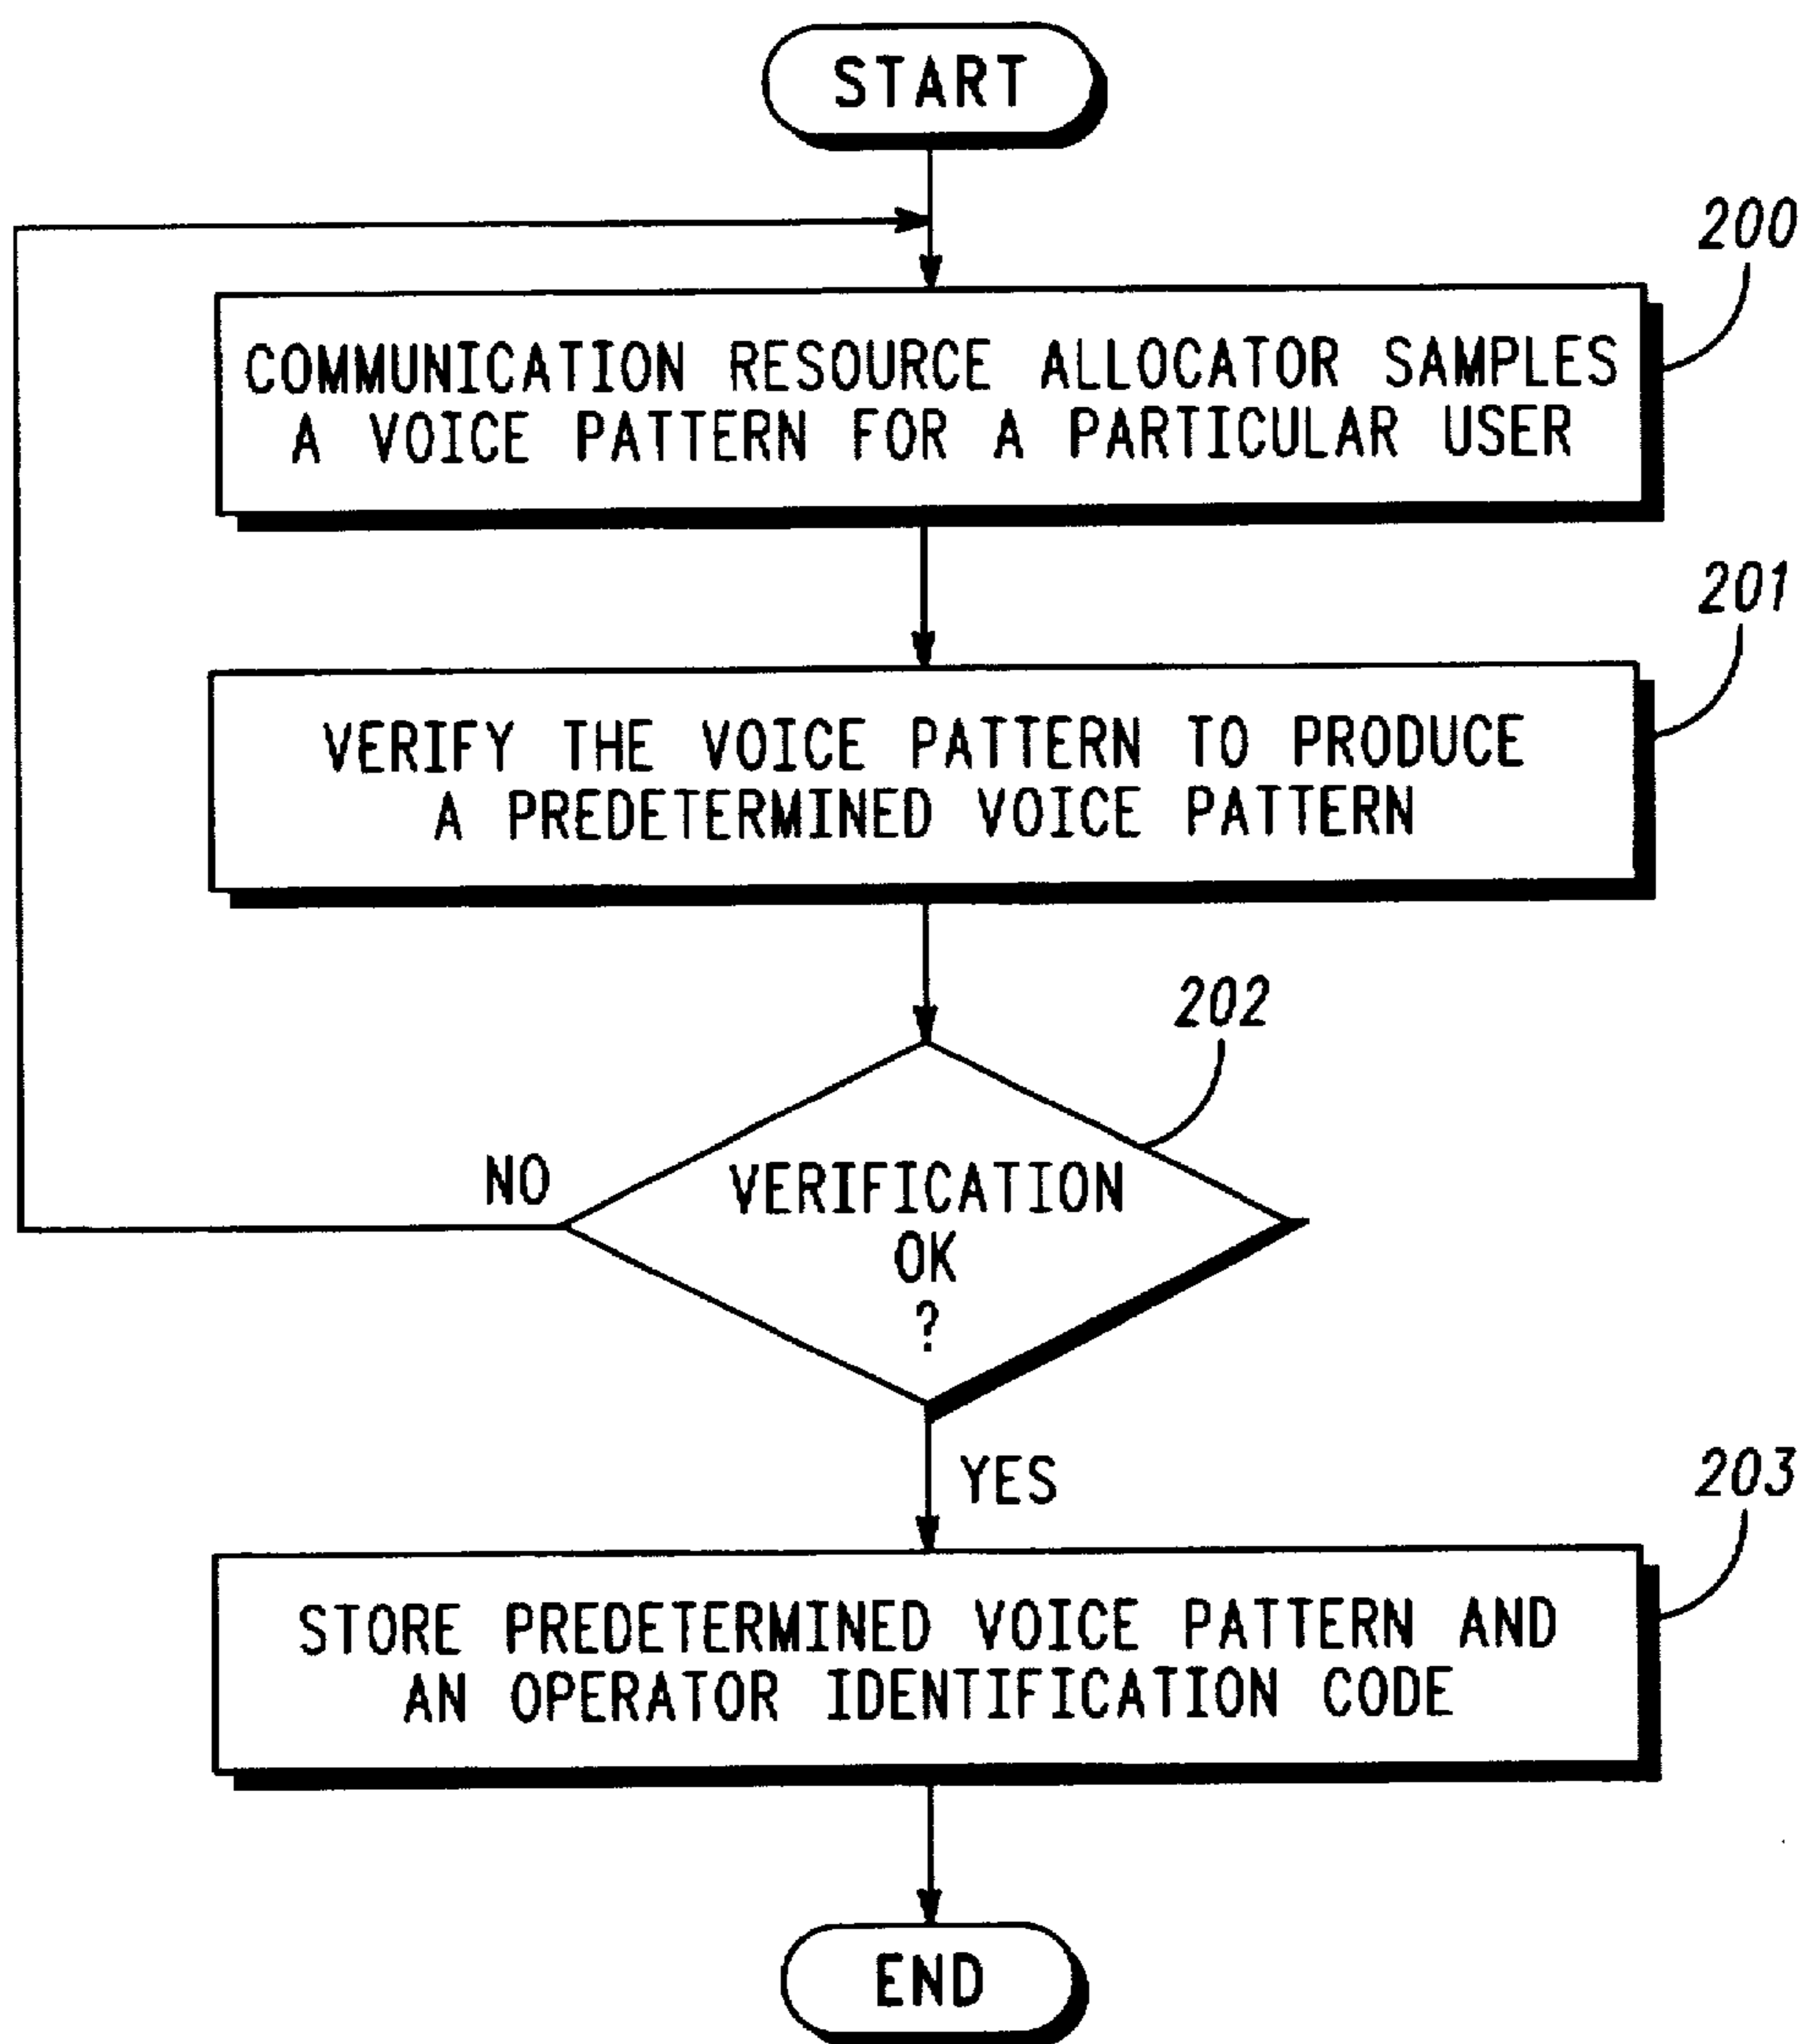 START
200
COMMUNICATION RESOURCE ALLOCATOR SAMPLES
A VOICE PATTERN FOR A PARTICULAR USER
201
VERIFY THE VOICE PATTERN TO PRODUCE
A PREDETERMINED VOICE PATTERN
202
NO
VERIFICATION
OK
?
YES
203
STORE PREDETERMINED VOICE PATTERN AND
AN OPERATOR IDENTIFICATION CODE
END